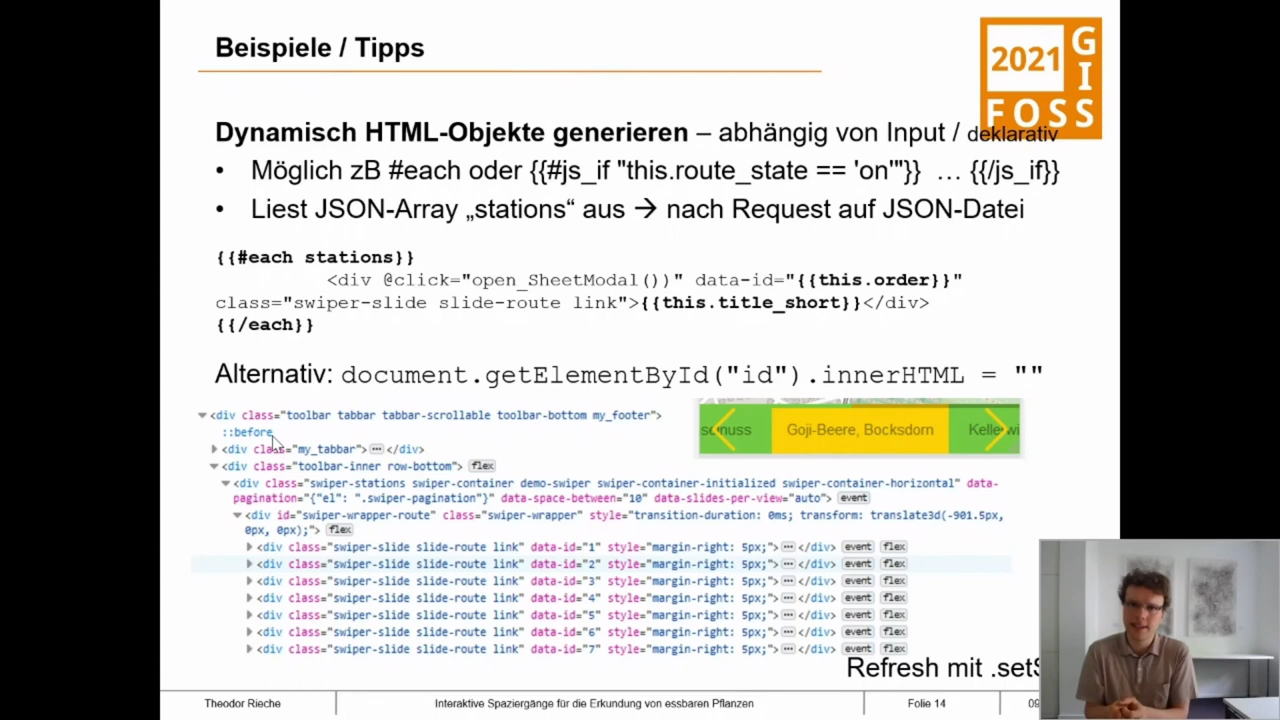 Beispiele / Tipps
2021
GIS
FOSS
Dynamisch HTML-Objekte generieren – abhängig von Input / deklarativ
• Möglich zB #each oder {{#js_if "this.route_state == 'on'"}} … {{/js_if}}
• Liest JSON-Array „stations“ aus → nach Request auf JSON-Datei
{{#each stations}}
<div @click="open_SheetModal())" data-id="{{this.order}}"
class="swiper-slide slide-route link">{{this.title_short}}</div>
{{/each}}
Alternativ: document.getElementById("id").innerHTML = ""
<div class="toolbar tabbar tabbar-scrollable toolbar-bottom my_footer">
::before
<div class="my_tabbar"> ••• </div>
<div class="toolbar-inner row-bottom"> flex
<div class="swiper-stations swiper-container demo-swiper swiper-container-initialized swiper-container-horizontal" data-
pagination="{"el": ".swiper-pagination"}" data-space-between="10" data-slides-per-view="auto"> event
<div id="swiper-wrapper-route" class="swiper-wrapper" style="transition-duration: 0ms; transform: translate3d(-901.5px,
0px, 0px);"> flex
<div class="swiper-slide slide-route link" data-id="1" style="margin-right: 5px;"> ••• </div> event flex
<div class="swiper-slide slide-route link" data-id="2" style="margin-right: 5px;"> ••• </div> event flex
<div class="swiper-slide slide-route link" data-id="3" style="margin-right: 5px;"> ••• </div> event flex
<div class="swiper-slide slide-route link" data-id="4" style="margin-right: 5px;"> ••• </div> event flex
<div class="swiper-slide slide-route link" data-id="5" style="margin-right: 5px;"> ••• </div> event flex
<div class="swiper-slide slide-route link" data-id="6" style="margin-right: 5px;"> ••• </div> event flex
<div class="swiper-slide slide-route link" data-id="7" style="margin-right: 5px;"> ••• </div> event flex
Goji-Beere, Bocksdorn
Refresh mit .set
Theodor Rieche
Interaktive Spaziergänge für die Erkundung von essbaren Pflanzen
Folie 14